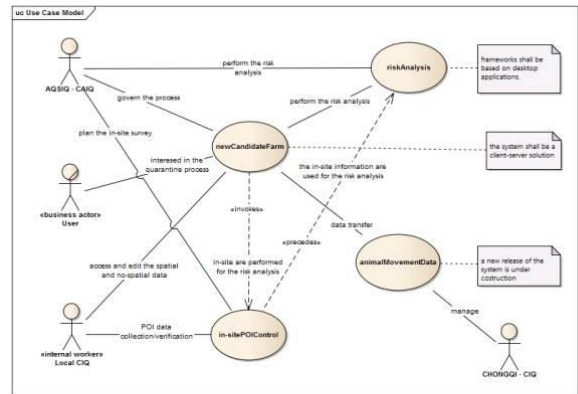 uc Use Case Model
perform the risk
analysis
riskAnalysis
frameworks shall be
based on desktop
applications.
AQSIQ - CAIQ
govern the process
perform the risk analysis
plan the in-site survey
newCandidateFarm
the system shall be a
client-server solution
interesed in the
quarantine process
the in-site information are
used for the risk analysis
«business actor»
User
«invokes»
data transfer
«precedes»
access and edit the spatial
and no-spatial data
in-site are performed
for the risk analysis
animalMovementData
a new release of the
system is under
costruction
POI data
collection/verification
in-sitePOIControl
manage
«internal worker»
Local CIQ
CHONGQI - CIQ